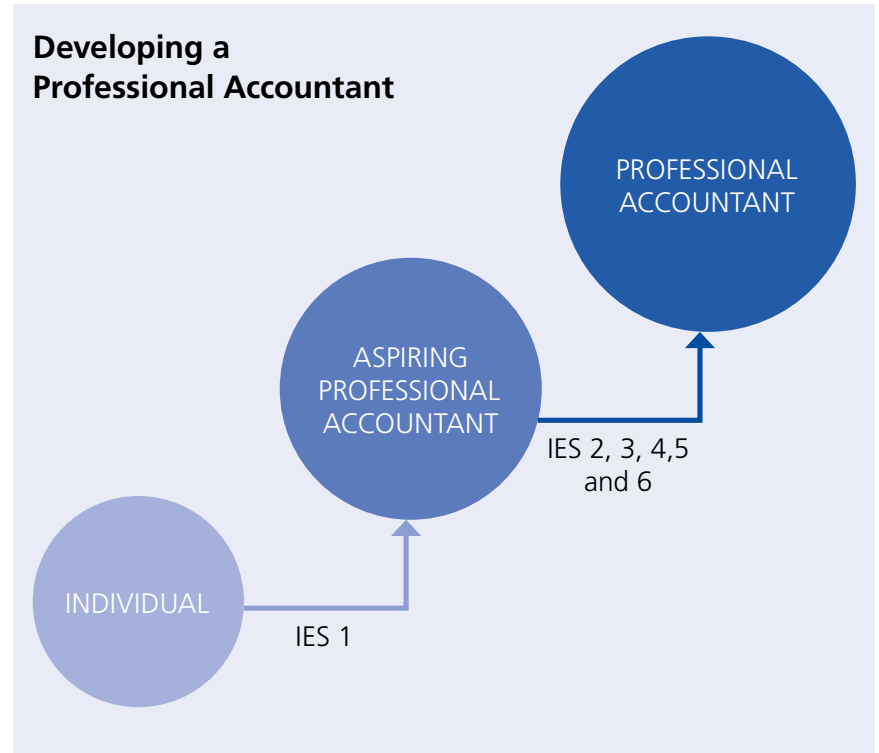 Developing a
Professional Accountant
PROFESSIONAL
ACCOUNTANT
ASPIRING
PROFESSIONAL
ACCOUNTANT
IES 2, 3, 4,5
and 6
INDIVIDUAL
IES 1